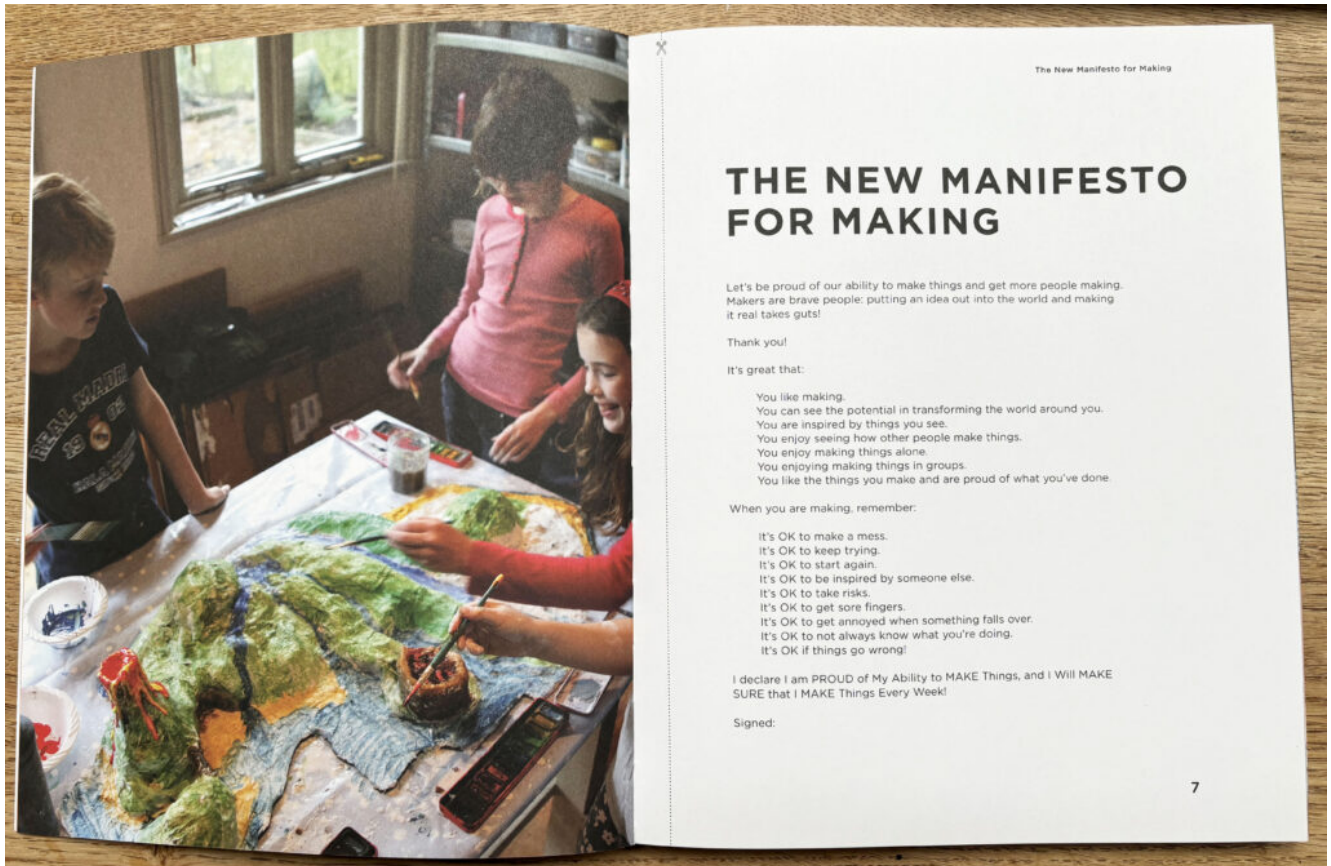 REAL MADRI
19 02
The New Manifesto for Making
THE NEW MANIFESTO
FOR MAKING
Let's be proud of our ability to make things and get more people making.
Makers are brave people: putting an idea out into the world and making
it real takes guts!
Thank you!
It's great that:
You like making.
You can see the potential in transforming the world around you.
You are inspired by things you see.
You enjoy seeing how other people make things.
You enjoy making things alone.
You enjoying making things in groups.
You like the things you make and are proud of what you've done
When you are making, remember:
It's OK to make a mess.
It's OK to keep trying.
It's OK to start again.
It's OK to be inspired by someone else.
It's OK to take risks.
It's OK to get sore fingers.
It's OK to get annoyed when something falls over.
It's OK to not always know what you're doing.
It's OK if things go wrong!
I declare I am PROUD of My Ability to MAKE Things, and I Will MAKE
SURE that I MAKE Things Every Week!
Signed:
7